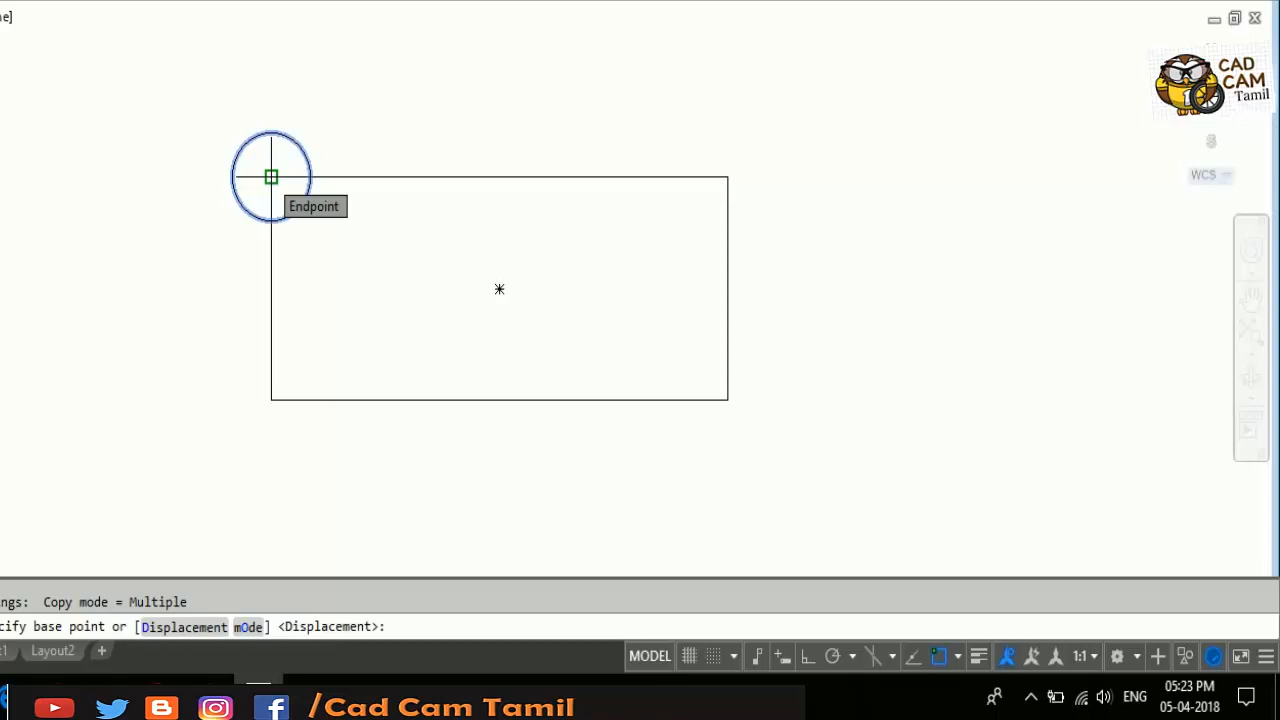 ne]
CAD
CAM
Tamil
S
WCS
Endpoint
ngs: Copy mode = Multiple
cify base point or [Displacement mOde] <Displacement>:
t1 Layout2 +
MODEL 1:1
ENG 05:23 PM
05-04-2018
/Cad Cam Tamil